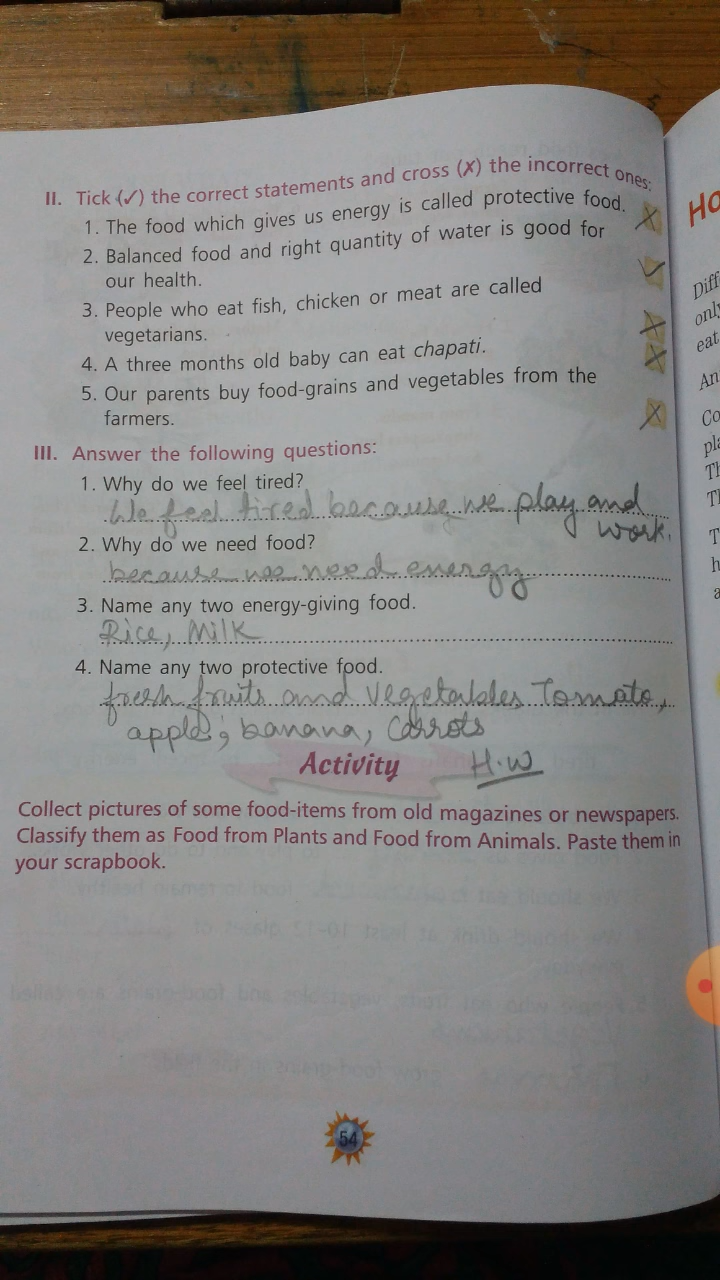 II. Tick (✓) the correct statements and cross (✗) the incorrect ones:
1. The food which gives us energy is called protective food. ✗
2. Balanced food and right quantity of water is good for
our health. ✓
3. People who eat fish, chicken or meat are called
vegetarians. ✗
4. A three months old baby can eat chapati. ✗
5. Our parents buy food-grains and vegetables from the
farmers. ✗
III. Answer the following questions:
1. Why do we feel tired?
We feel tired because we play and
work.
2. Why do we need food?
because we need energy
3. Name any two energy-giving food.
Rice, Milk
4. Name any two protective food.
fresh fruits and vegetables Tomato,
apple, banana, Carrots
Activity H.W
Collect pictures of some food-items from old magazines or newspapers.
Classify them as Food from Plants and Food from Animals. Paste them in
your scrapbook.
54
Ho
Diff
only
eat
An
Co
pla
Th
Th
T
h
a